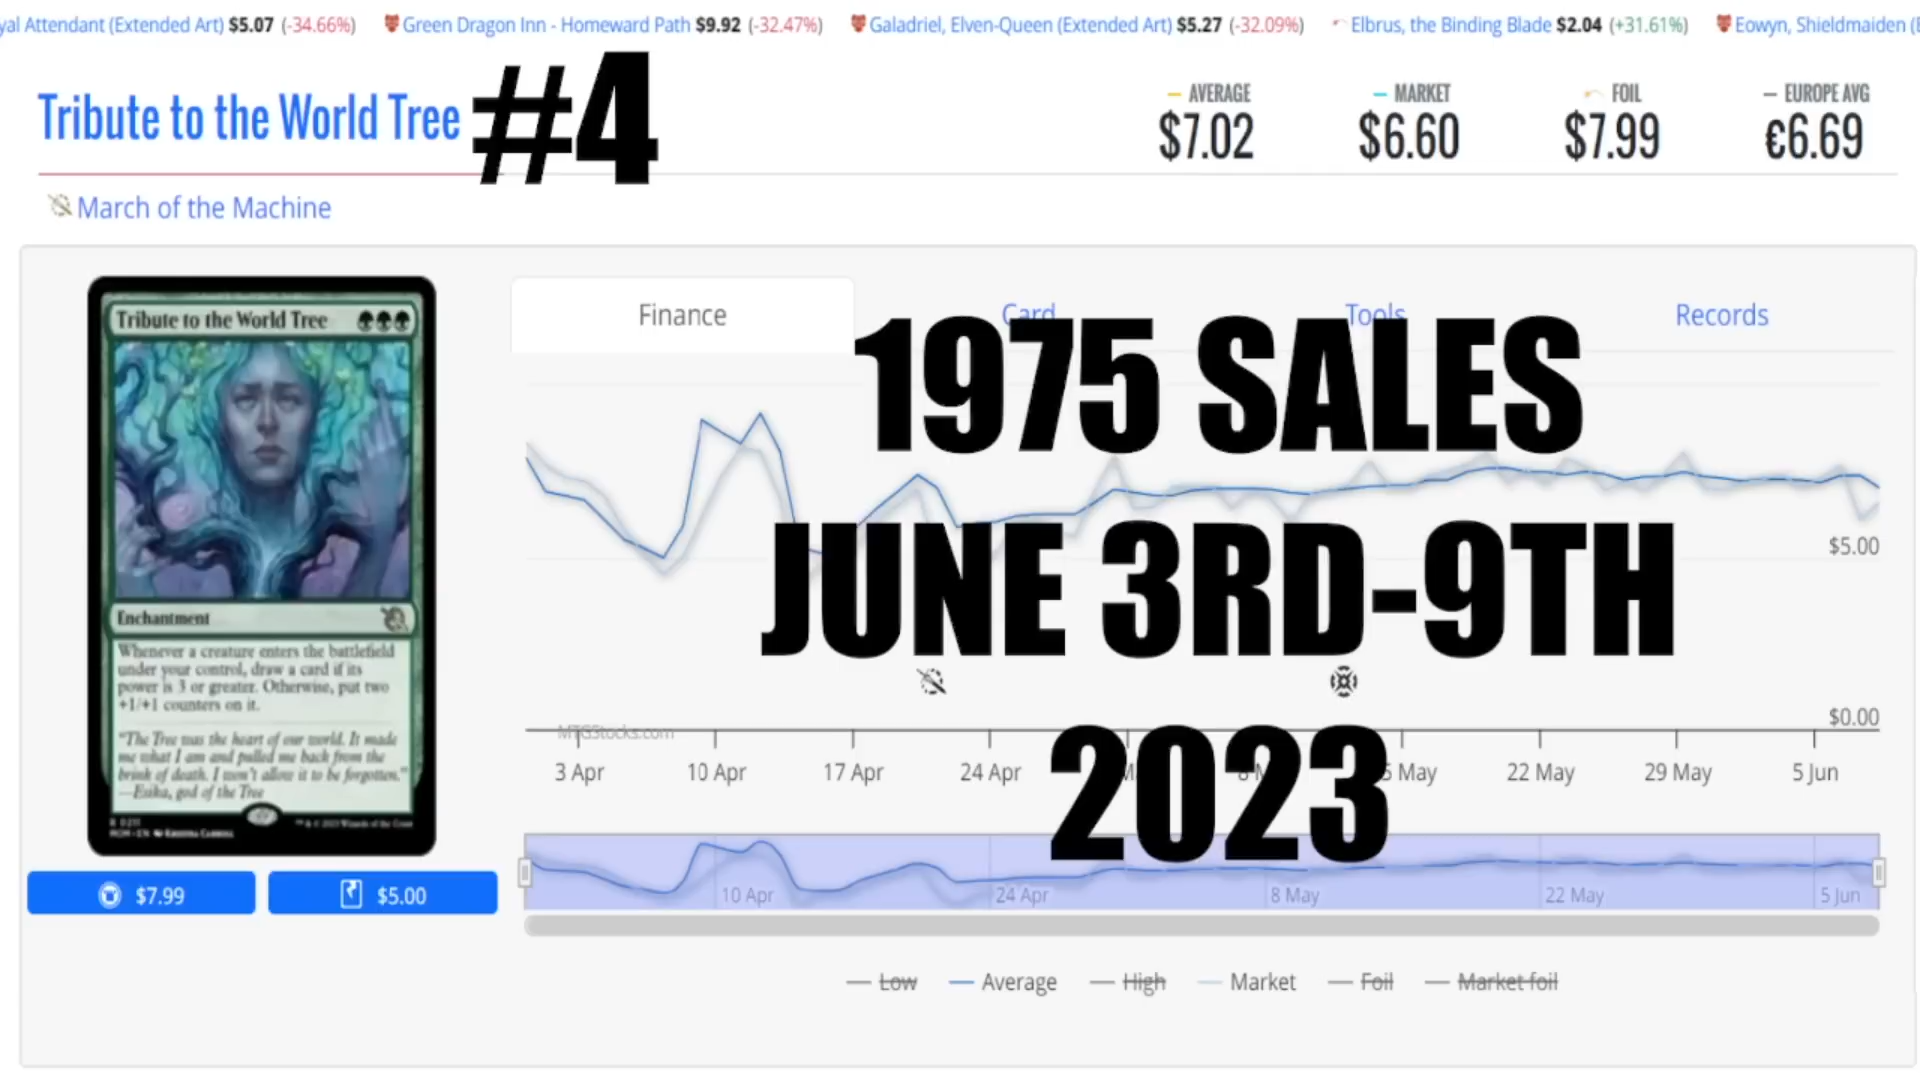 yal Attendant (Extended Art) $5.07 (-34.66%) Green Dragon Inn - Homeward Path $9.92 (-32.47%) Galadriel, Elven-Queen (Extended Art) $5.27 (-32.09%) Elbrus, the Binding Blade $2.04 (+31.61%) Eowyn, Shieldmaiden (E
Tribute to the World Tree #4
AVERAGE MARKET FOIL EUROPE AVG
$7.02 $6.60 $7.99 €6.69
March of the Machine
Finance Card Tools Records
Tribute to the World Tree
Enchantment
Whenever a creature enters the battlefield
under your control, draw a card if its
power is 3 or greater. Otherwise, put two
+1/+1 counters on it.
"The Tree was the heart of our world. It made
me what I am and pulled me back from the
brink of death. I won't allow it to be forgotten."
—Esika, god of the Tree
$7.99 $5.00
1975 SALES
JUNE 3RD-9TH
2023
$5.00
$0.00
MTGStocks.com
3 Apr 10 Apr 17 Apr 24 Apr 5 May 22 May 29 May 5 Jun
10 Apr 24 Apr 8 May 22 May 5 Jun
Low Average High Market Foil Market foil